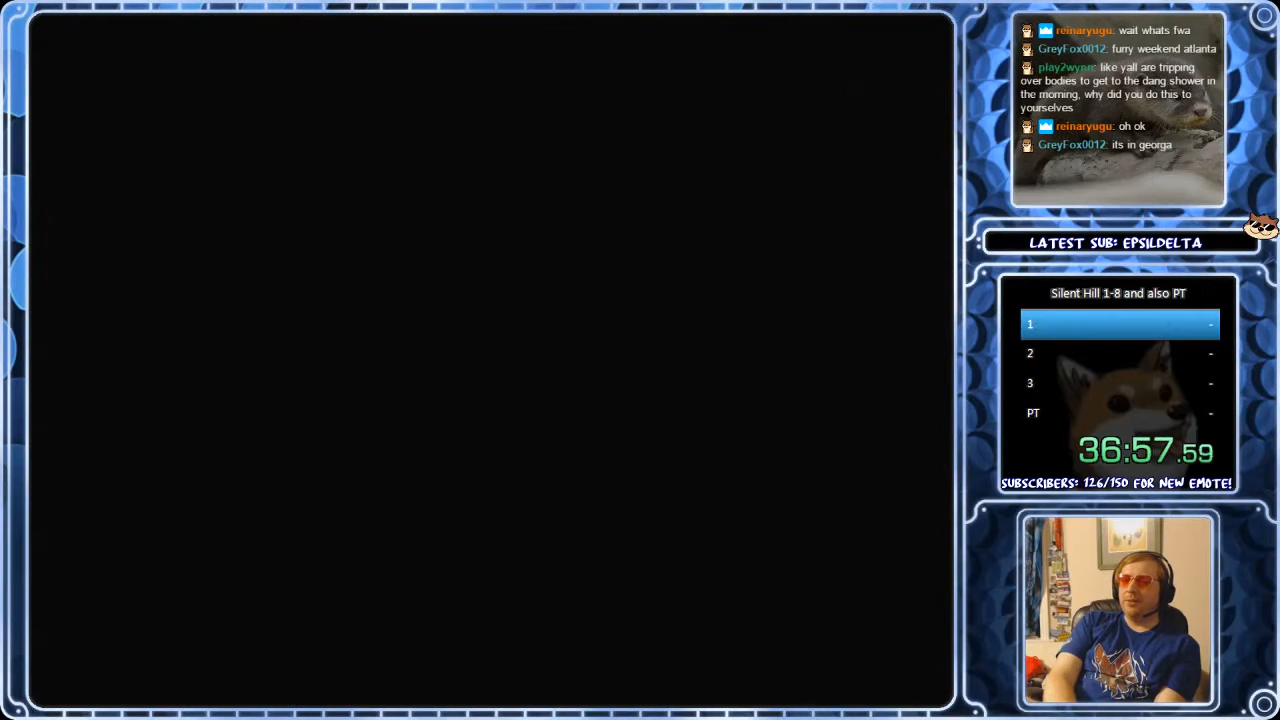 reinaryugu: wait whats fwa
GreyFox0012: furry weekend atlanta
play2wynn: like yall are tripping
over bodies to get to the dang shower in
the morning, why did you do this to
yourselves
reinaryugu: oh ok
GreyFox0012: its in georga
LATEST SUB: EPSILDELTA
Silent Hill 1-8 and also PT
1 -
2 -
3 -
PT -
36:57.59
SUBSCRIBERS: 126/150 FOR NEW EMOTE!